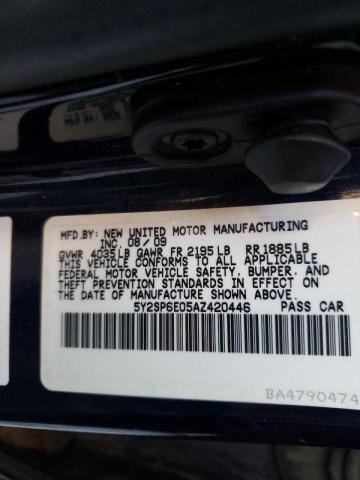 MFD.BY: NEW UNITED MOTOR MANUFACTURING
INC. 08/09
GVWR 4035LB GAWR FR 2195LB RR1885LB
THIS VEHICLE CONFORMS TO ALL APPLICABLE
FEDERAL MOTOR VEHICLE SAFETY, BUMPER, AND
THEFT PREVENTION STANDARDS IN EFFECT ON
THE DATE OF MANUFACTURE SHOWN ABOVE.
5Y2SP6E05AZ420446 PASS CAR
BA4790474